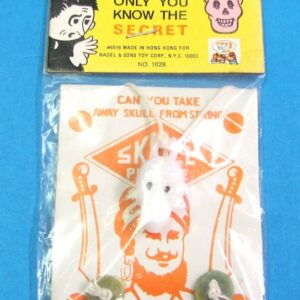 ONLY YOU
KNOW THE
SECRET
MADE IN HONG KONG FOR
NADEL & SONS TOY CORP., N.Y.C. 10003
NO. 1028
CAN YOU TAKE
AWAY SKULL FROM STRING